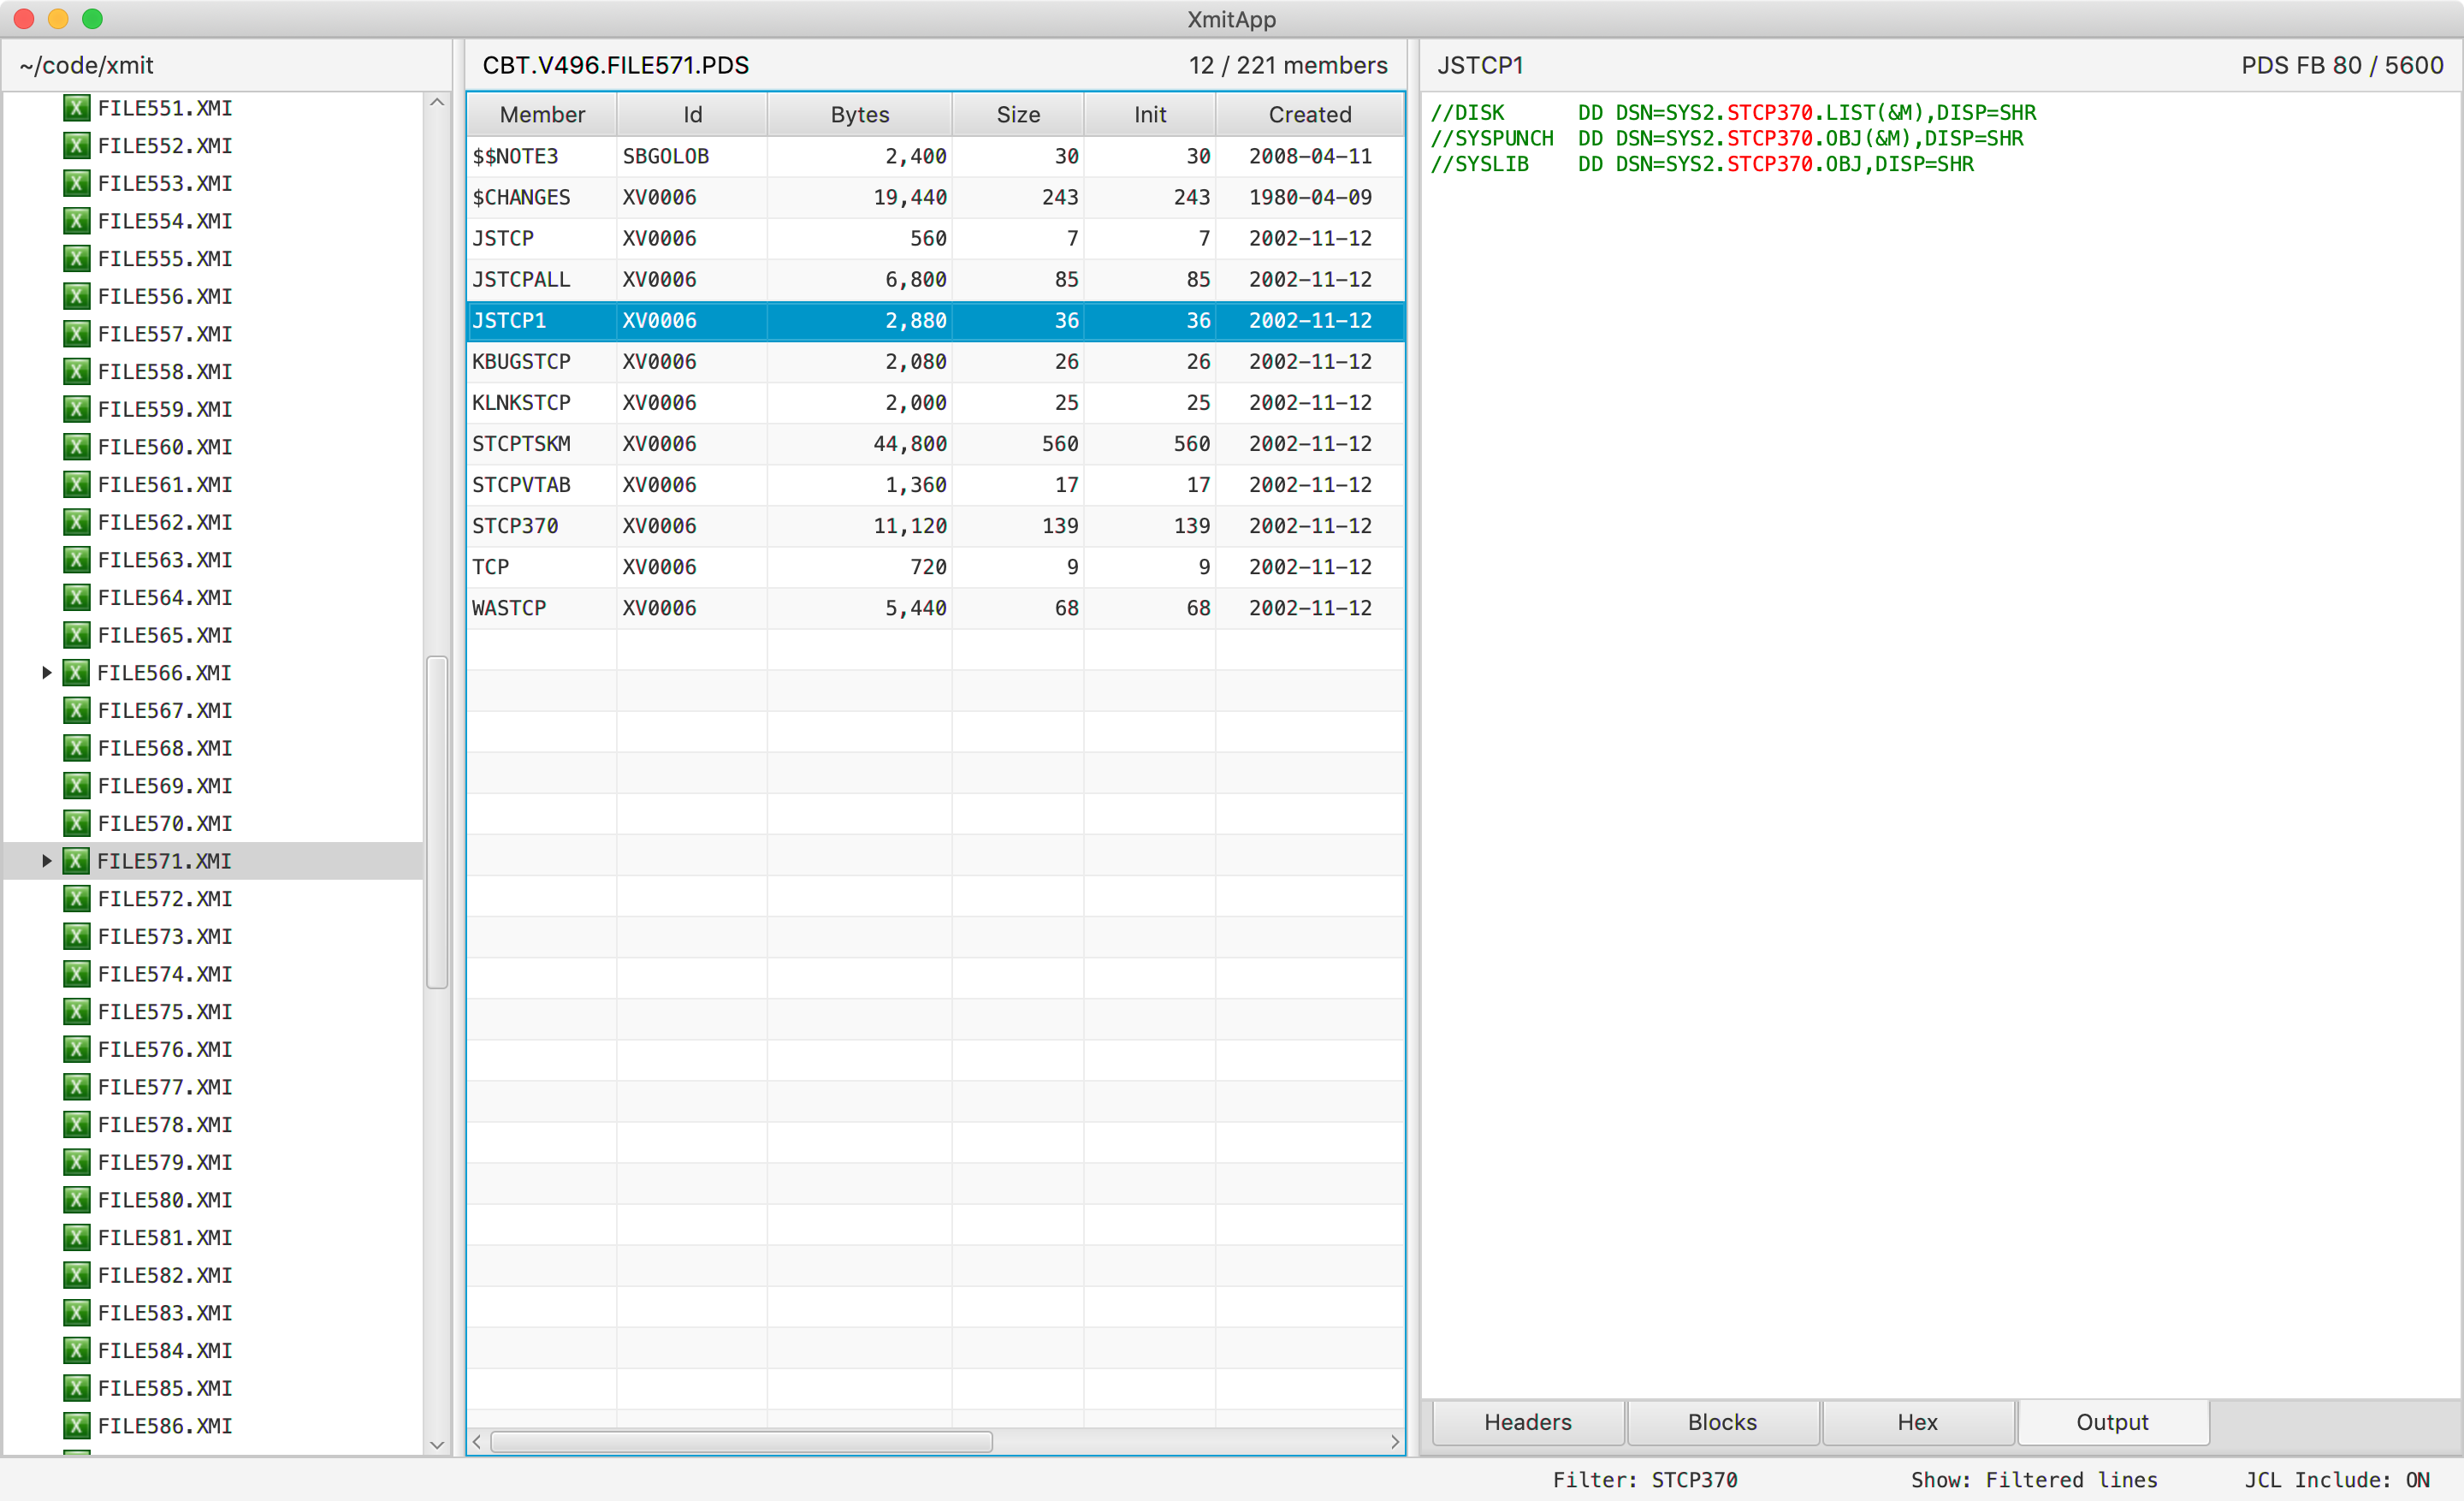 XmitApp
~/code/xmit
FILE551.XMI
FILE552.XMI
FILE553.XMI
FILE554.XMI
FILE555.XMI
FILE556.XMI
FILE557.XMI
FILE558.XMI
FILE559.XMI
FILE560.XMI
FILE561.XMI
FILE562.XMI
FILE563.XMI
FILE564.XMI
FILE565.XMI
FILE566.XMI
FILE567.XMI
FILE568.XMI
FILE569.XMI
FILE570.XMI
FILE571.XMI
FILE572.XMI
FILE573.XMI
FILE574.XMI
FILE575.XMI
FILE576.XMI
FILE577.XMI
FILE578.XMI
FILE579.XMI
FILE580.XMI
FILE581.XMI
FILE582.XMI
FILE583.XMI
FILE584.XMI
FILE585.XMI
FILE586.XMI
CBT.V496.FILE571.PDS 12 / 221 members
Member Id Bytes Size Init Created
$$NOTE3 SBGOLOB 2,400 30 30 2008-04-11
$CHANGES XV0006 19,440 243 243 1980-04-09
JSTCP XV0006 560 7 7 2002-11-12
JSTCPALL XV0006 6,800 85 85 2002-11-12
JSTCP1 XV0006 2,880 36 36 2002-11-12
KBUGSTCP XV0006 2,080 26 26 2002-11-12
KLNKSTCP XV0006 2,000 25 25 2002-11-12
STCPTSKM XV0006 44,800 560 560 2002-11-12
STCPVTAB XV0006 1,360 17 17 2002-11-12
STCP370 XV0006 11,120 139 139 2002-11-12
TCP XV0006 720 9 9 2002-11-12
WASTCP XV0006 5,440 68 68 2002-11-12
JSTCP1 PDS FB 80 / 5600
//DISK      DD DSN=SYS2.STCP370.LIST(&M),DISP=SHR
//SYSPUNCH  DD DSN=SYS2.STCP370.OBJ(&M),DISP=SHR
//SYSLIB    DD DSN=SYS2.STCP370.OBJ,DISP=SHR
Headers Blocks Hex Output
Filter: STCP370 Show: Filtered lines JCL Include: ON